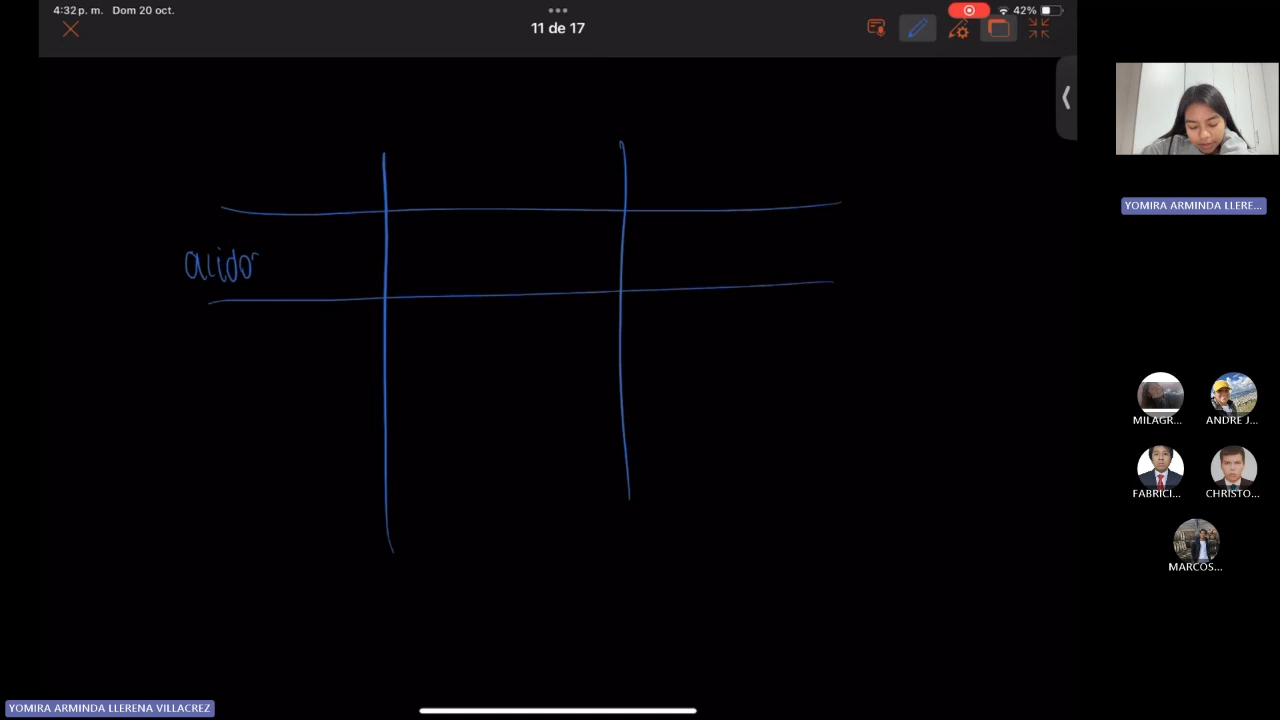 4:32 p. m. Dom 20 oct.
42%
11 de 17
YOMIRA ARMINDA LLERE...
acidor
MILAGR...
ANDRE J...
FABRICI...
CHRISTO...
MARCOS...
YOMIRA ARMINDA LLERENA VILLACREZ